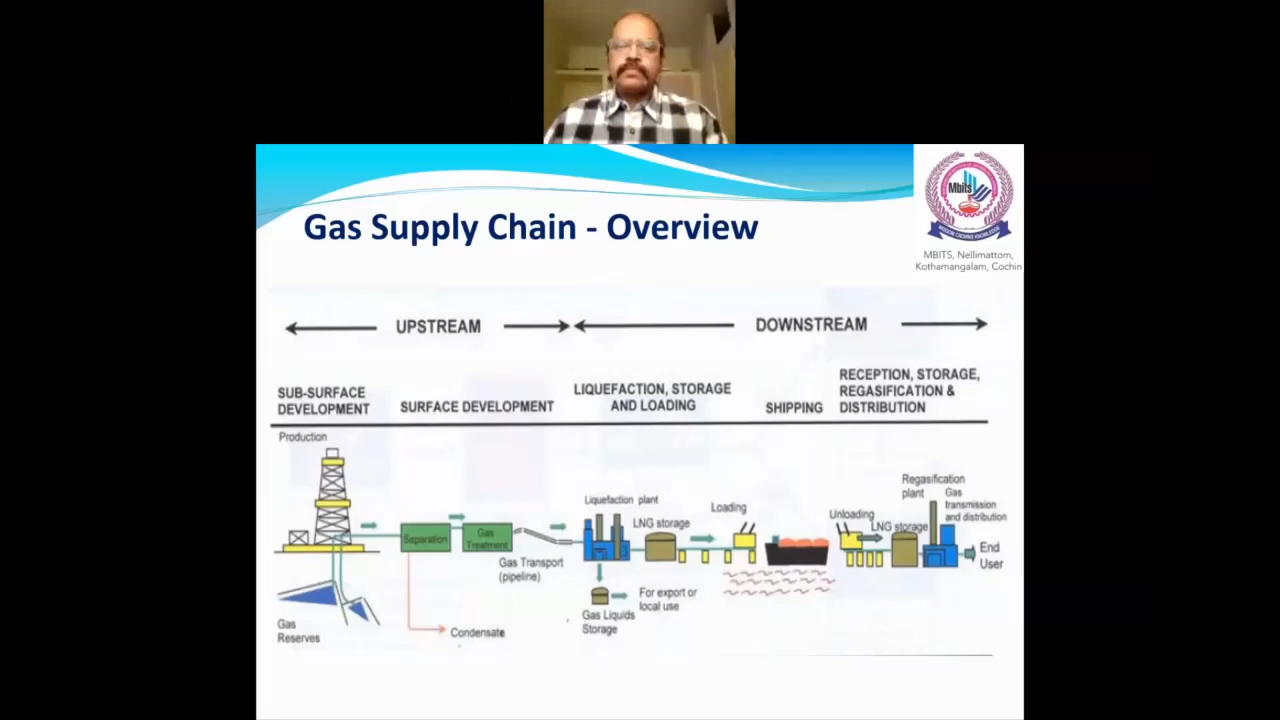 Gas Supply Chain - Overview
Mbits
MBITS, Nellimattom,
Kothamangalam, Cochin
UPSTREAM
DOWNSTREAM
SUB-SURFACE
DEVELOPMENT
SURFACE DEVELOPMENT
LIQUEFACTION, STORAGE
AND LOADING
SHIPPING
RECEPTION, STORAGE,
REGASIFICATION &
DISTRIBUTION
Production
Separation
Gas
Treatment
Gas Transport
(pipeline)
Gas
Reserves
Condensate
Liquefaction plant
LNG storage
Loading
For export or
local use
Gas Liquids
Storage
Unloading
LNG storage
Regasification
plant
Gas
transmission
and distribution
End
User